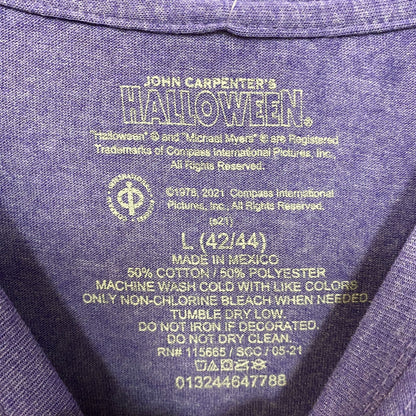 JOHN CARPENTER'S
HALLOWEEN®
"Halloween" ® and "Michael Myers" ® are Registered
Trademarks of Compass International Pictures, Inc.,
All Rights Reserved.
©1978, 2021 Compass International
Pictures, Inc., All Rights Reserved.
(s21)
L (42/44)
MADE IN MEXICO
50% COTTON / 50% POLYESTER
MACHINE WASH COLD WITH LIKE COLORS
ONLY NON-CHLORINE BLEACH WHEN NEEDED.
TUMBLE DRY LOW.
DO NOT IRON IF DECORATED.
DO NOT DRY CLEAN.
RN# 115665 / SGC / 05-21
013244647788